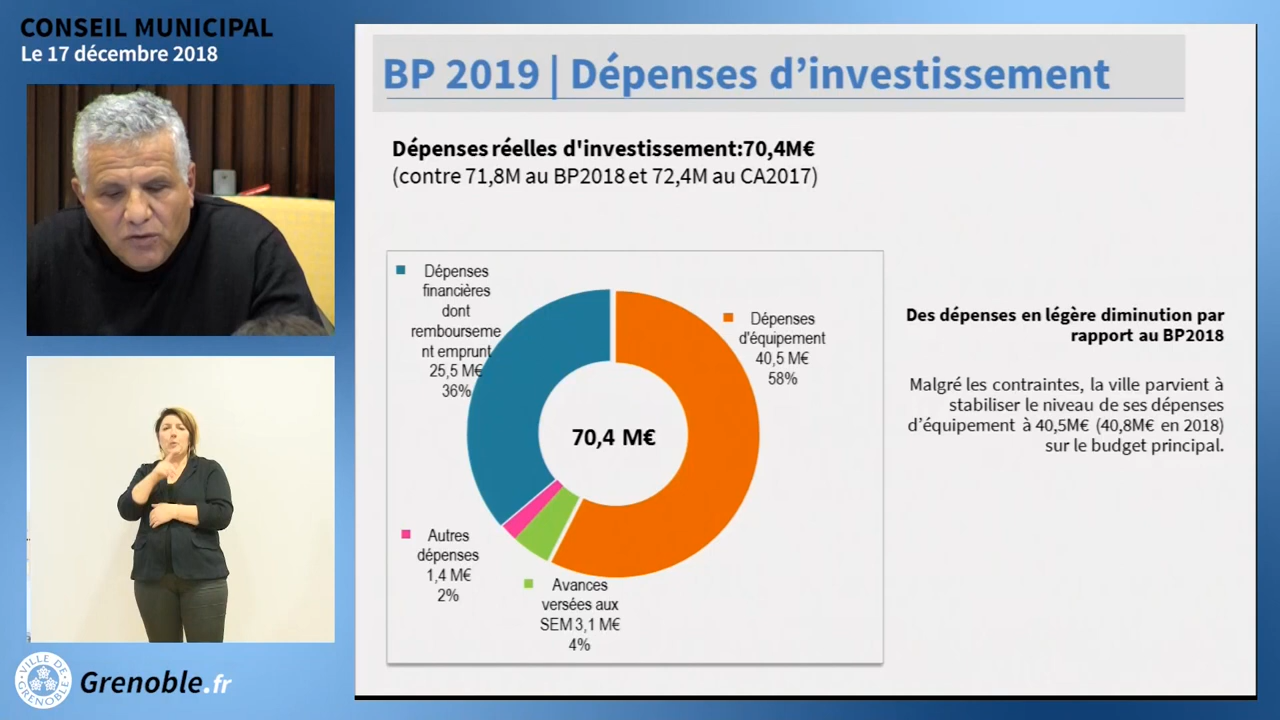 CONSEIL MUNICIPAL
Le 17 décembre 2018
BP 2019 | Dépenses d’investissement
Dépenses réelles d'investissement:70,4M€
(contre 71,8M au BP2018 et 72,4M au CA2017)
Dépenses
financières
dont
rembourseme
nt emprunt
25,5 M€
36%
Dépenses
d'équipement
40,5 M€
58%
70,4 M€
Autres
dépenses
1,4 M€
2%
Avances
versées aux
SEM 3,1 M€
4%
Des dépenses en légère diminution par
rapport au BP2018
Malgré les contraintes, la ville parvient à
stabiliser le niveau de ses dépenses
d’équipement à 40,5M€ (40,8M€ en 2018)
sur le budget principal.
VILLE DE
GRENOBLE
Grenoble.fr